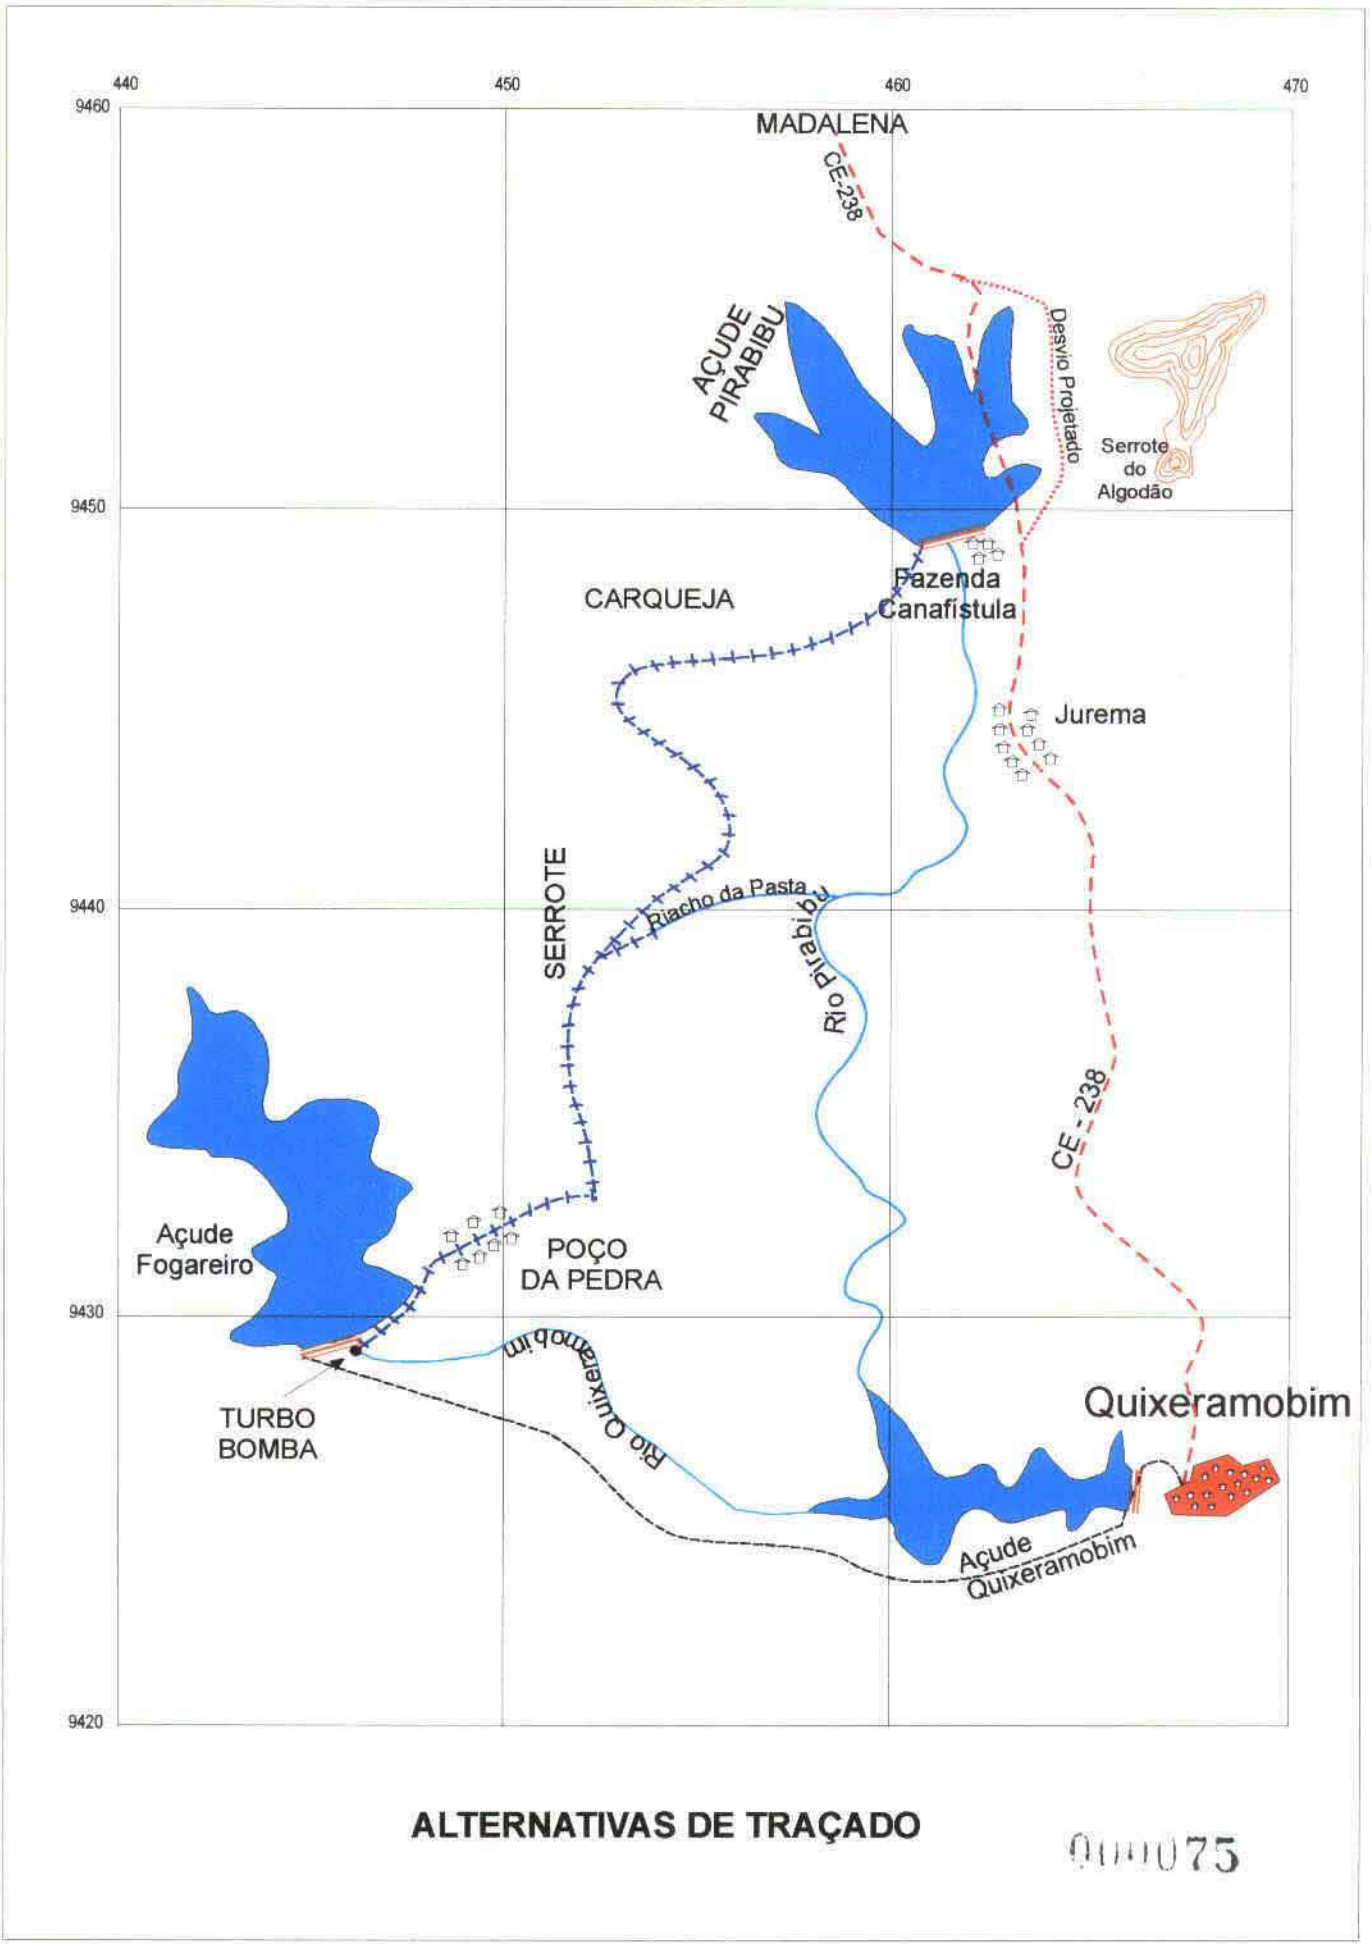 440 450 460 470
9460
MADALENA
CE-238
AÇUDE
PIRABIBU
Desvio Projetado
Serrote
do
Algodão
9450
Fazenda
Canafístula
CARQUEJA
Jurema
SERROTE
Riacho da Pasta
9440
Rio Pirabibu
CE - 238
Açude
Fogareiro
POÇO
DA PEDRA
9430
Rio Quixeramobim
TURBO
BOMBA
Quixeramobim
Açude
Quixeramobim
9420
ALTERNATIVAS DE TRAÇADO
000075